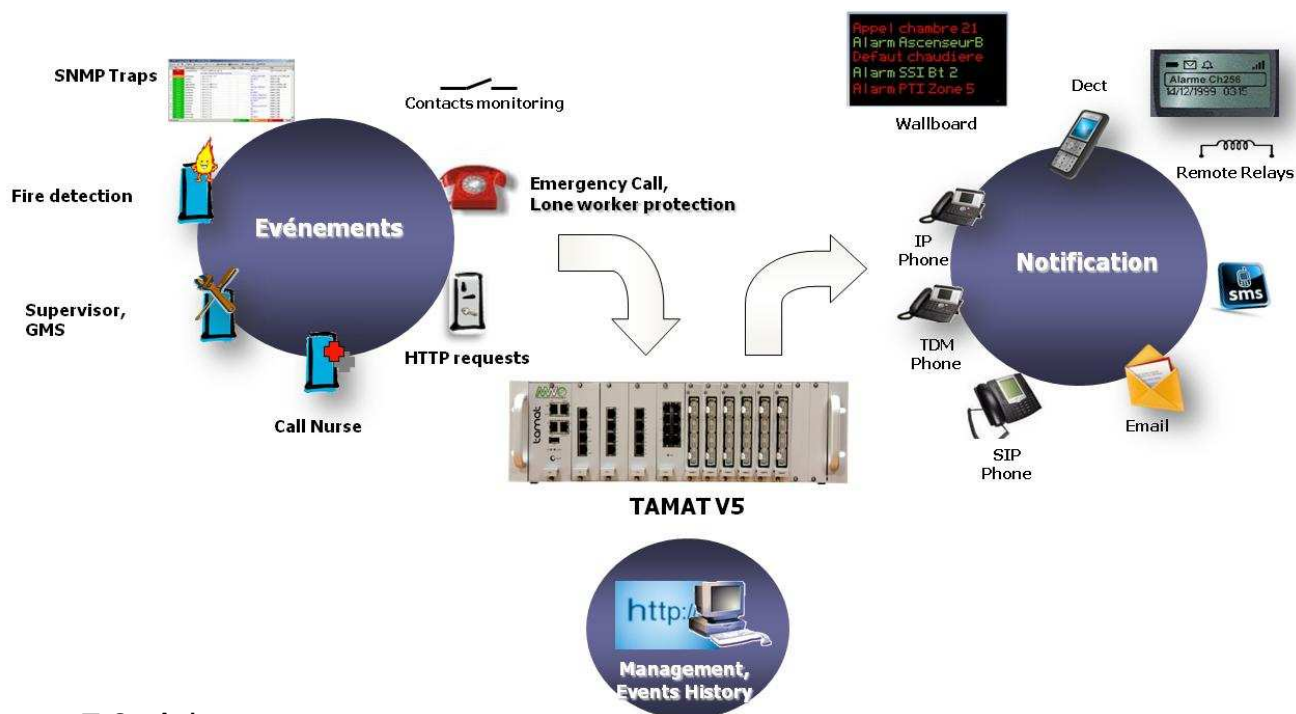 SNMP Traps
Contacts monitoring
Fire detection
Evénements
Emergency Call,
Lone worker protection
Supervisor,
GMS
HTTP requests
Call Nurse
Appel chambre 21
Alarm AscenseurB
Defaut chaudiere
Alarm SSI Bt 2
Alarm PTI Zone 5
Wallboard
Dect
Alarme Ch256
14/12/1999 03:15
Remote Relays
IP
Phone
Notification
sms
TDM
Phone
SIP
Phone
Email
tamat
TAMAT V5
http:/
Management,
Events History